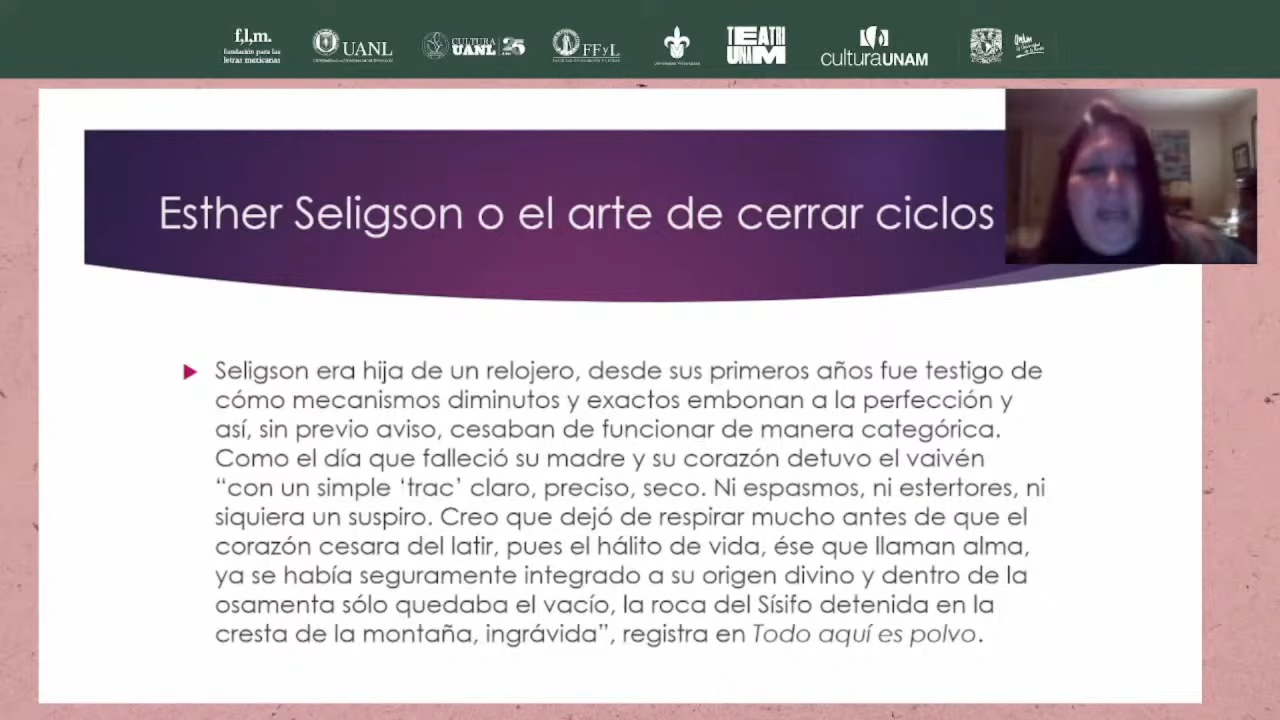 f,l,m.
fundación para las
letras mexicanas
UANL
CULTURA
UANL 25
FFyL
TEATRO
UNAM
culturaUNAM
Esther Seligson o el arte de cerrar ciclos
Seligson era hija de un relojero, desde sus primeros años fue testigo de
cómo mecanismos diminutos y exactos embonan a la perfección y
así, sin previo aviso, cesaban de funcionar de manera categórica.
Como el día que falleció su madre y su corazón detuvo el vaivén
“con un simple ‘trac’ claro, preciso, seco. Ni espasmos, ni estertores, ni
siquiera un suspiro. Creo que dejó de respirar mucho antes de que el
corazón cesara del latir, pues el hálito de vida, ése que llaman alma,
ya se había seguramente integrado a su origen divino y dentro de la
osamenta sólo quedaba el vacío, la roca del Sísifo detenida en la
cresta de la montaña, ingrávida”, registra en Todo aquí es polvo.